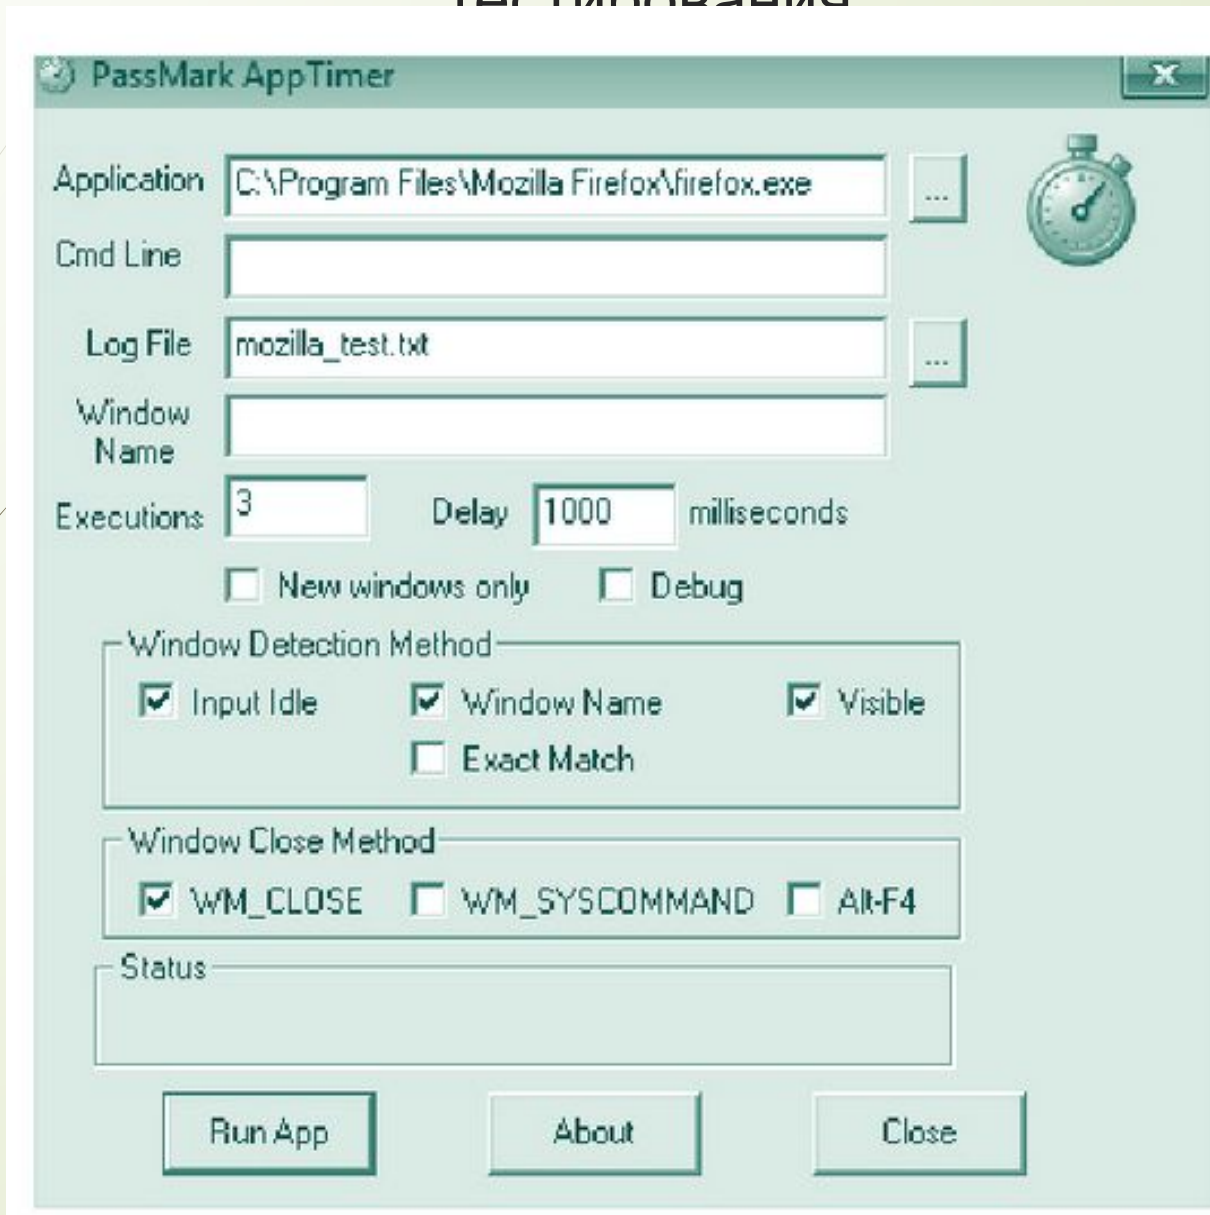 тестирования
PassMark AppTimer
Application C:\Program Files\Mozilla Firefox\firefox.exe ...
Cmd Line
Log File mozilla_test.txt ...
Window
Name
Executions 3 Delay 1000 milliseconds
New windows only Debug
Window Detection Method
Input Idle Window Name Visible
Exact Match
Window Close Method
WM_CLOSE WM_SYSCOMMAND Alt-F4
Status
Run App About Close